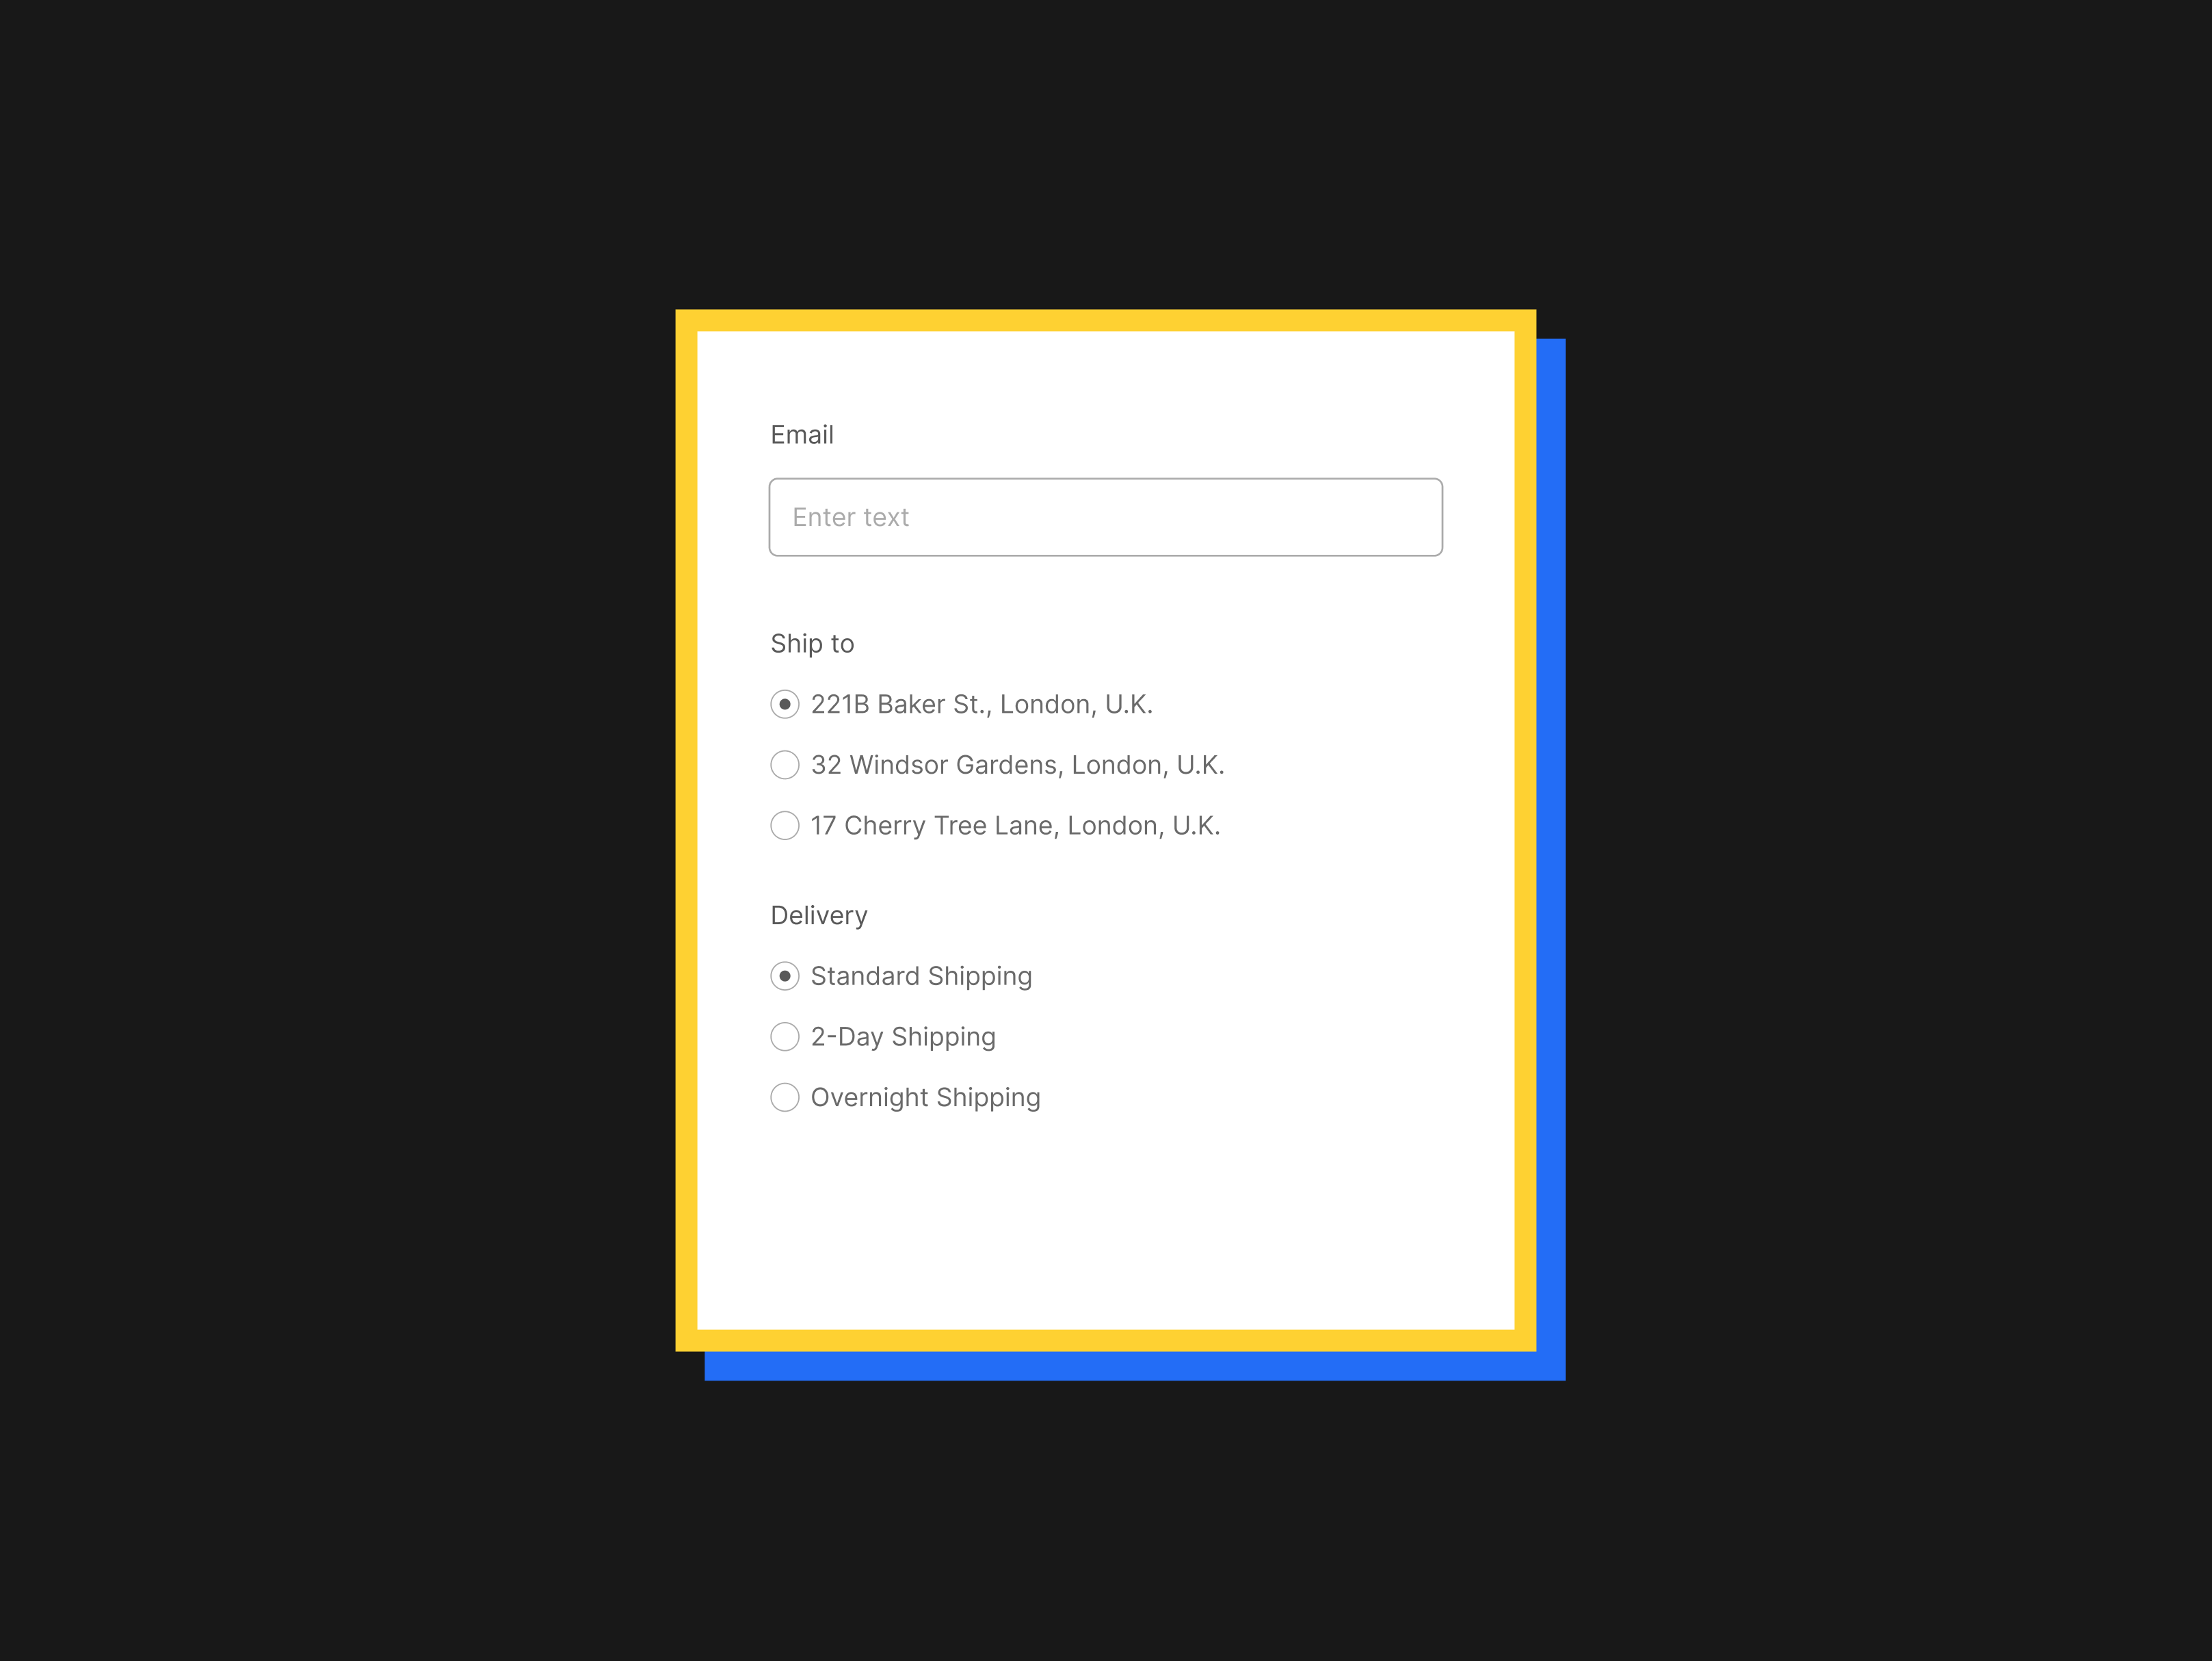 Email
Enter text
Ship to
221B Baker St., London, U.K.
32 Windsor Gardens, London, U.K.
17 Cherry Tree Lane, London, U.K.
Delivery
Standard Shipping
2-Day Shipping
Overnight Shipping